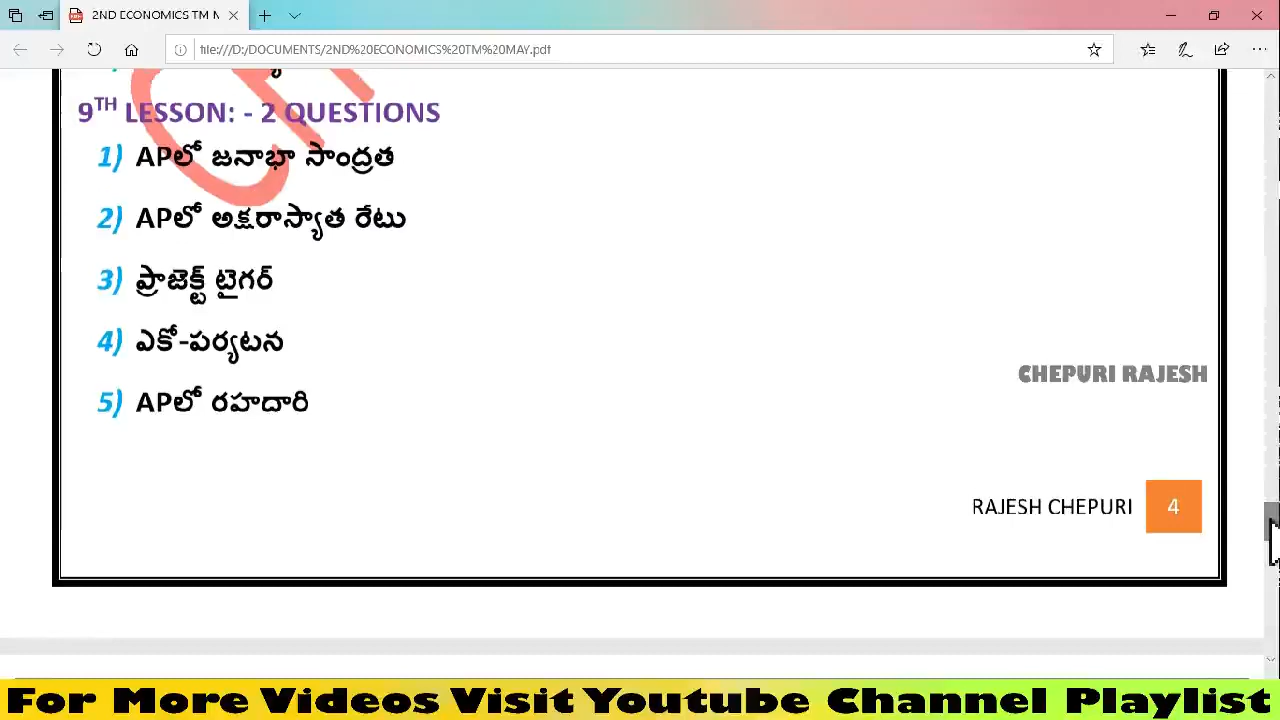 2ND ECONOMICS TM M
file:///D:/DOCUMENTS/2ND%20ECONOMICS%20TM%20MAY.pdf
9TH LESSON: - 2 QUESTIONS
1) APలో జనాభా సాంద్రత
2) APలో అక్షరాస్యాత రేటు
3) ప్రాజెక్ట్ టైగర్
4) ఎకో-పర్యటన
5) APలో రహదారి
CHEPURI RAJESH
RAJESH CHEPURI 4
For More Videos Visit Youtube Channel Playlist